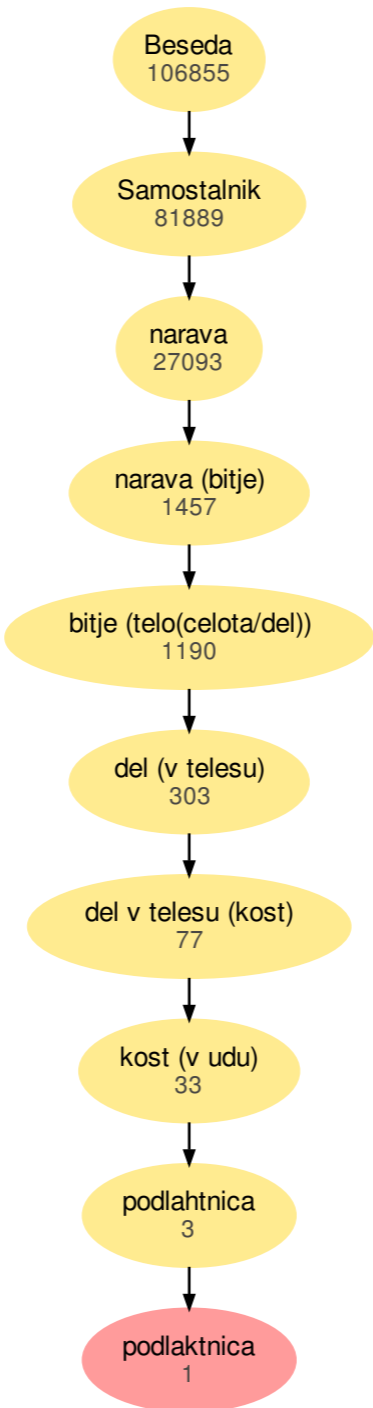 Beseda
106855
Samostalnik
81889
narava
27093
narava (bitje)
1457
bitje (telo(celota/del))
1190
del (v telesu)
303
del v telesu (kost)
77
kost (v udu)
33
podlahtnica
3
podlaktnica
1